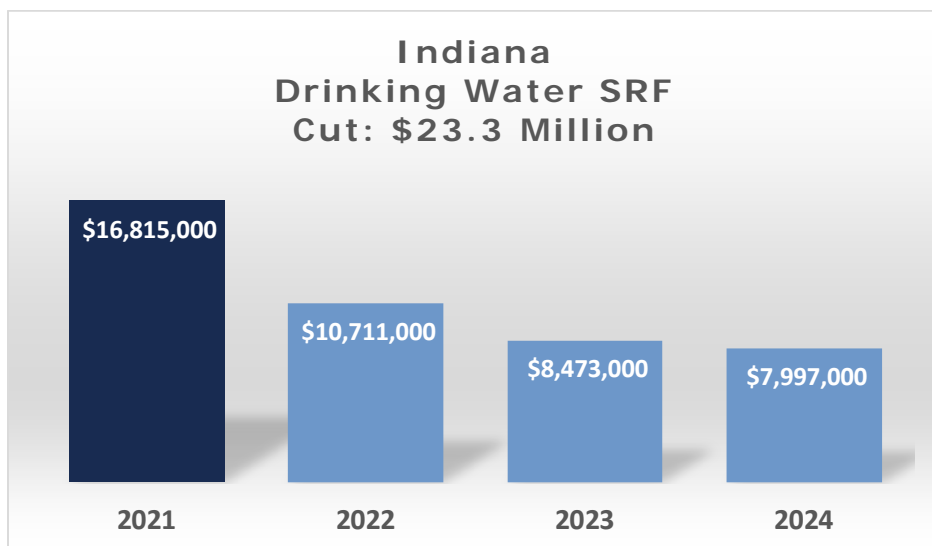 Indiana
Drinking Water SRF
Cut: $23.3 Million
$16,815,000
$10,711,000
$8,473,000
$7,997,000
2021
2022
2023
2024